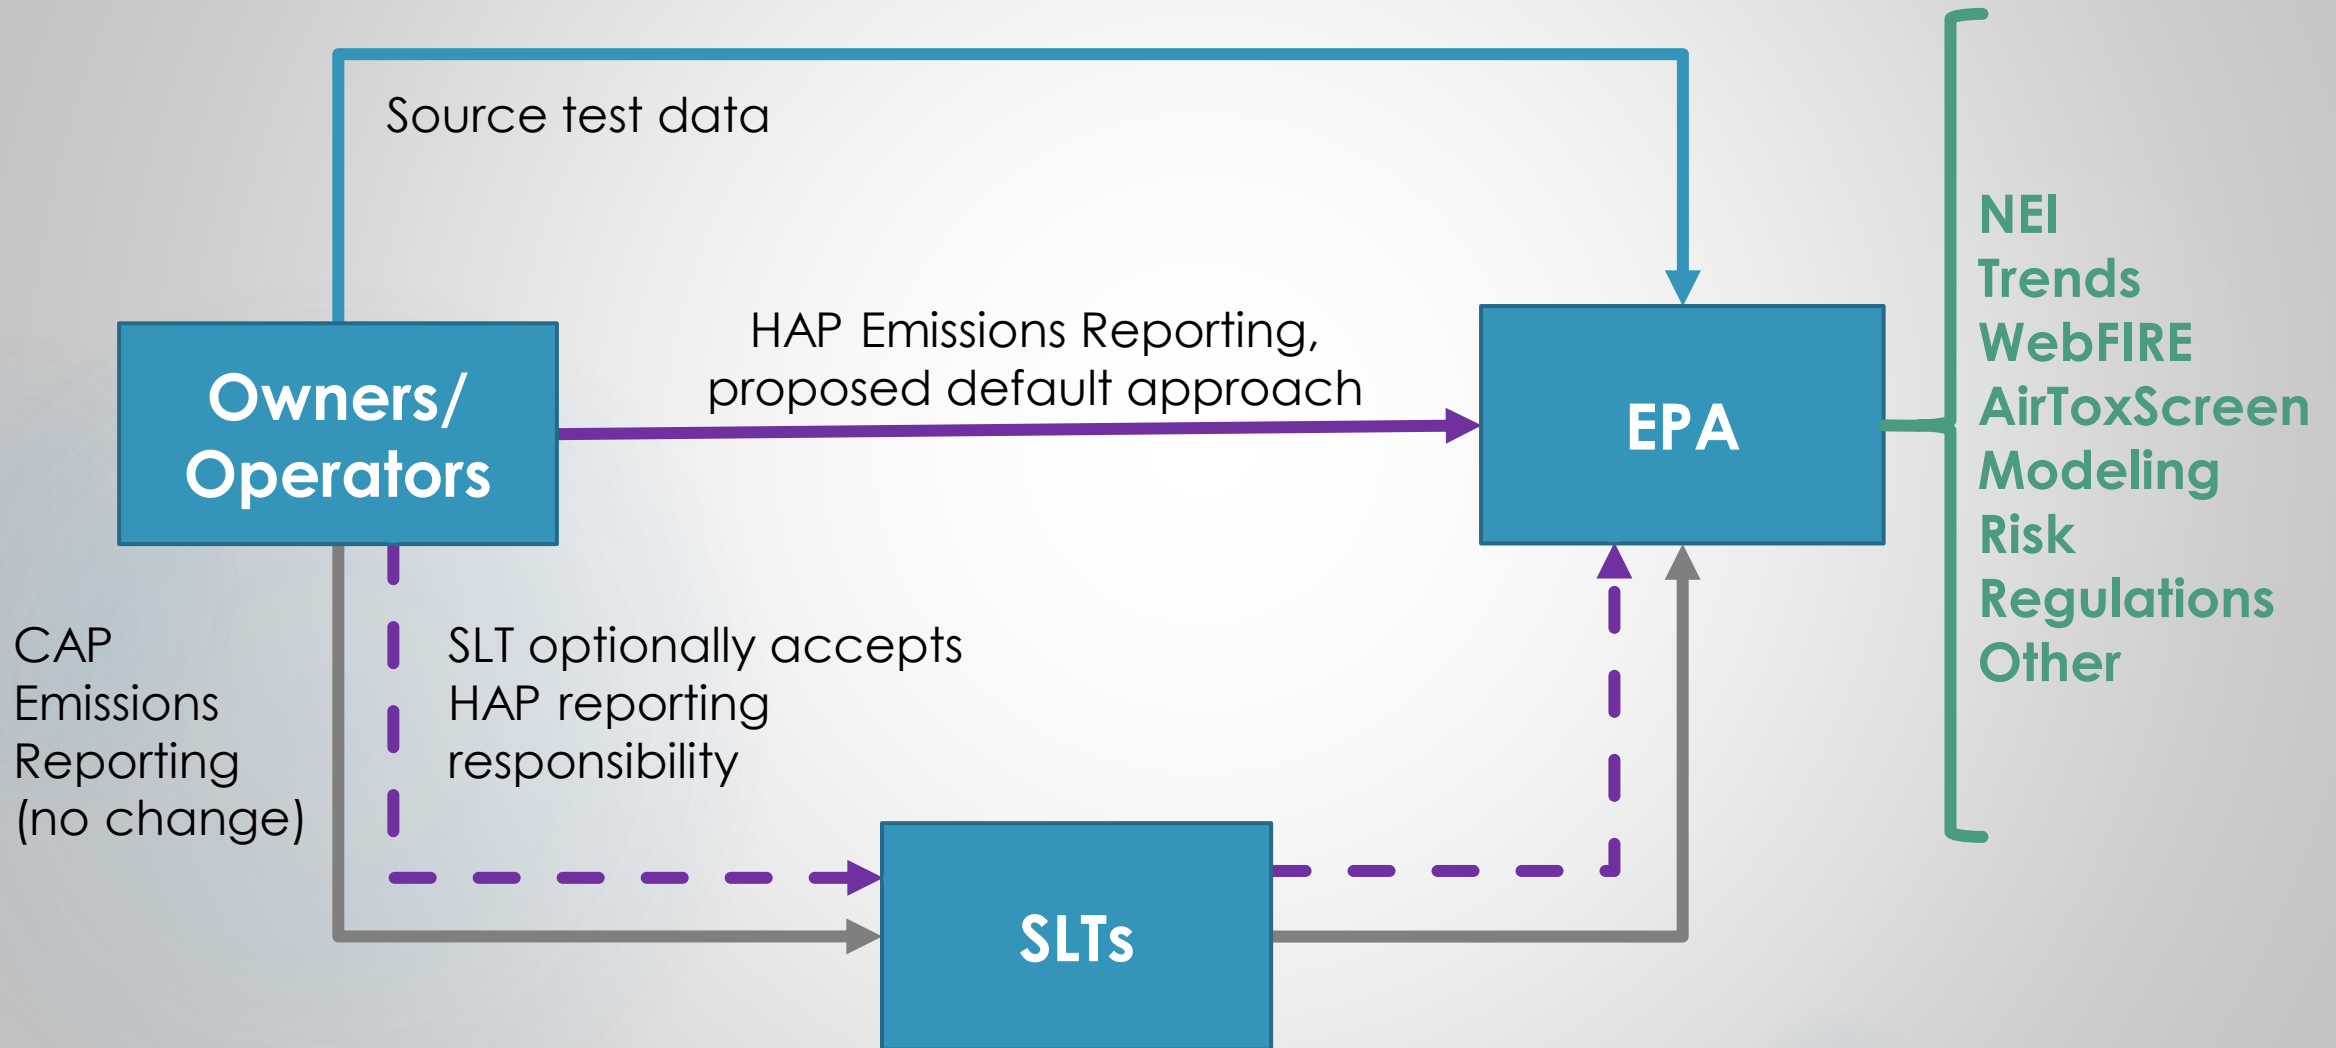 Source test data
HAP Emissions Reporting,
proposed default approach
Owners/
Operators
EPA
NEI
Trends
WebFIRE
AirToxScreen
Modeling
Risk
Regulations
Other
CAP
Emissions
Reporting
(no change)
SLT optionally accepts
HAP reporting
responsibility
SLTs